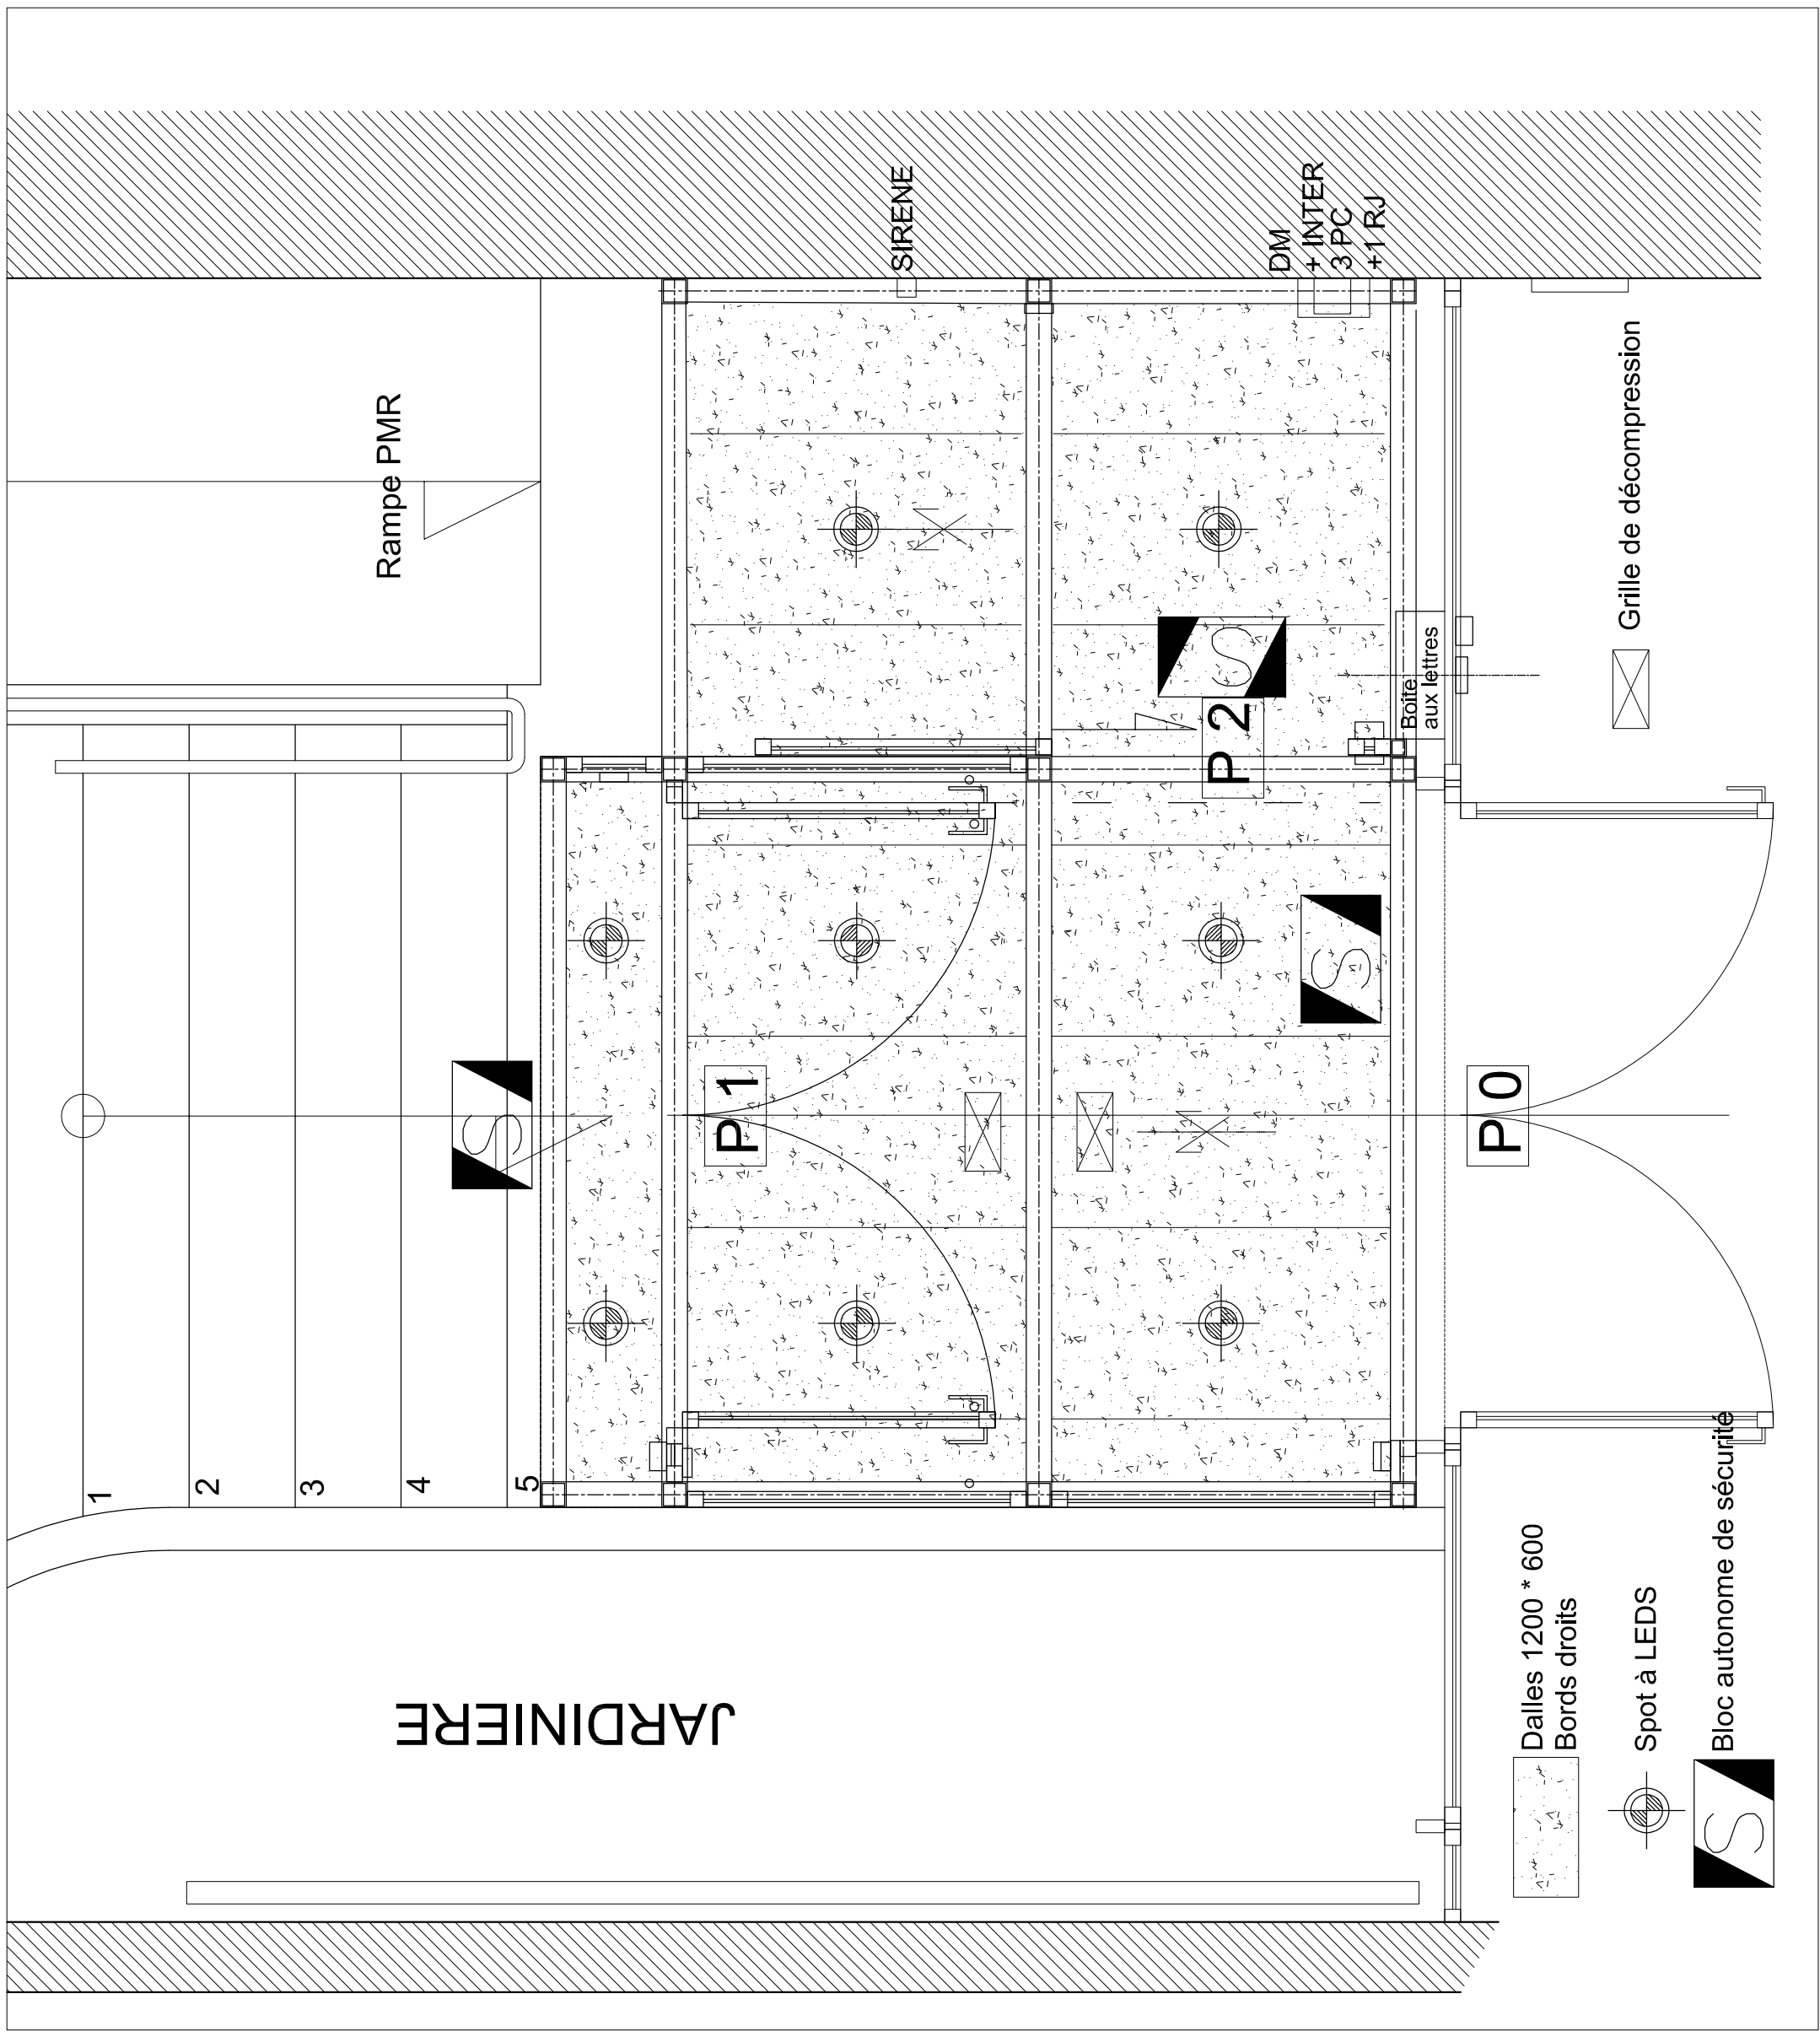 Rampe PMR
SIRENE
DM
+ INTER
3 PC
+1 RJ
1
2
3
4
5
S
P 1
S
P 2
S
Boite
aux lettres
P 0
JARDINIERE
Grille de décompression
Dalles 1200 * 600
Bords droits
Spot à LEDS
S
Bloc autonome de sécurité